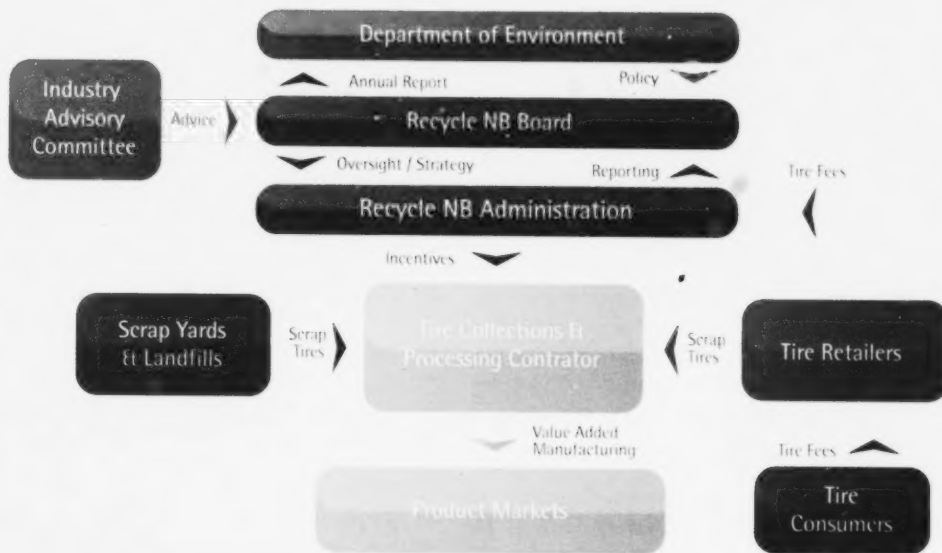 Department of Environment
Annual Report
Policy
Industry
Advisory
Committee
Advice
Recycle NB Board
Oversight / Strategy
Reporting
Tire Fees
Recycle NB Administration
Incentives
Scrap Yards
& Landfills
Scrap
Tires
Tire Collections &
Processing Contrator
Scrap
Tires
Tire Retailers
Value Added
Manufacturing
Tire Fees
Product Markets
Tire
Consumers